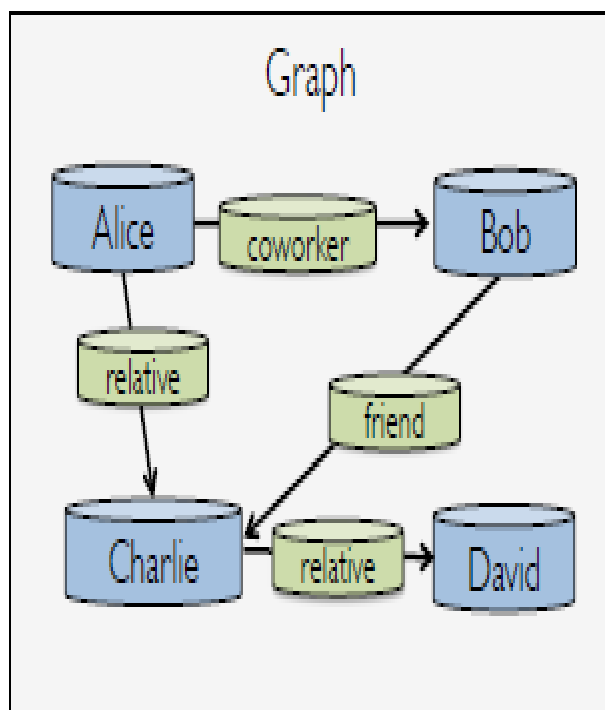 Graph
Alice
coworker
Bob
relative
friend
Charlie
relative
David